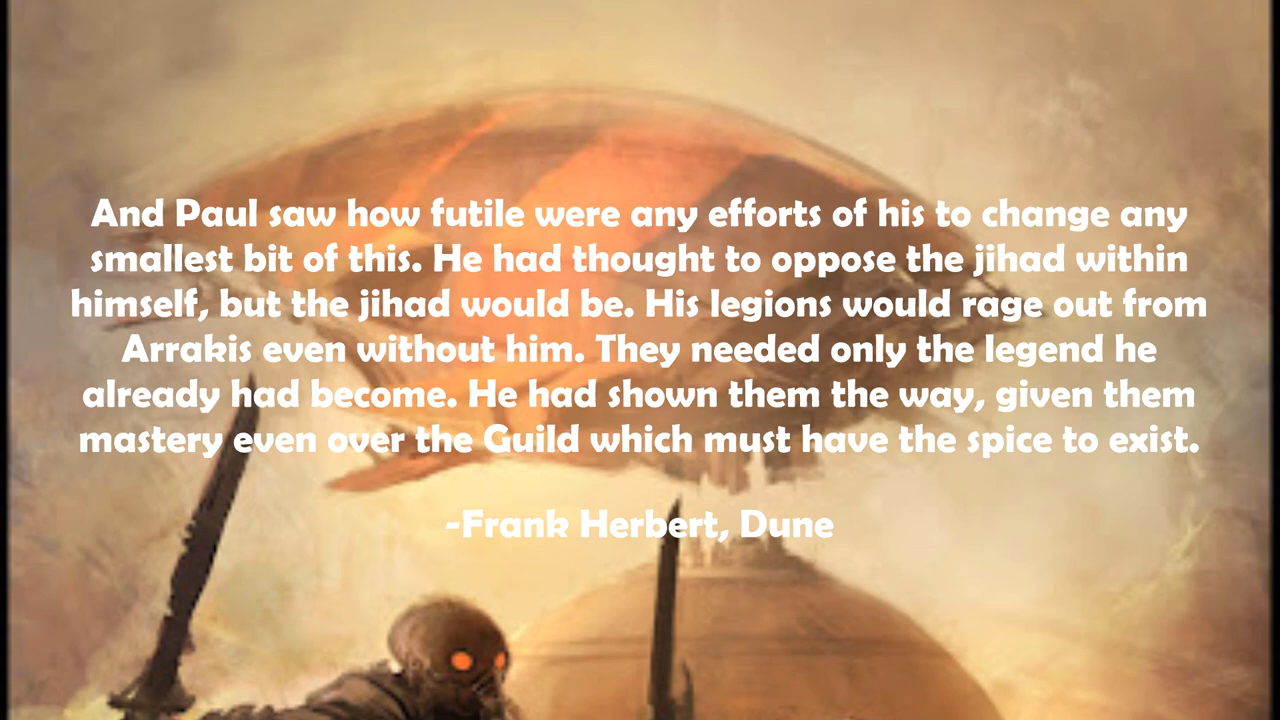 And Paul saw how futile were any efforts of his to change any
smallest bit of this. He had thought to oppose the jihad within
himself, but the jihad would be. His legions would rage out from
Arrakis even without him. They needed only the legend he
already had become. He had shown them the way, given them
mastery even over the Guild which must have the spice to exist.
-Frank Herbert, Dune